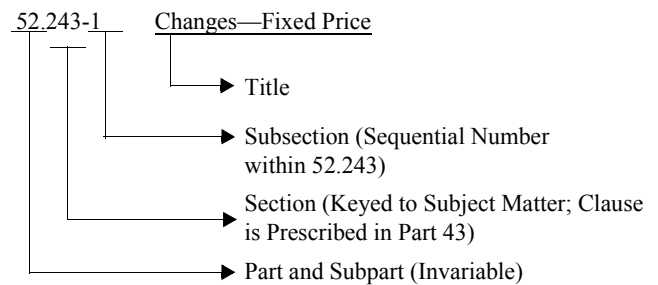 52.243-1 Changes—Fixed Price
Title
Subsection (Sequential Number
within 52.243)
Section (Keyed to Subject Matter; Clause
is Prescribed in Part 43)
Part and Subpart (Invariable)